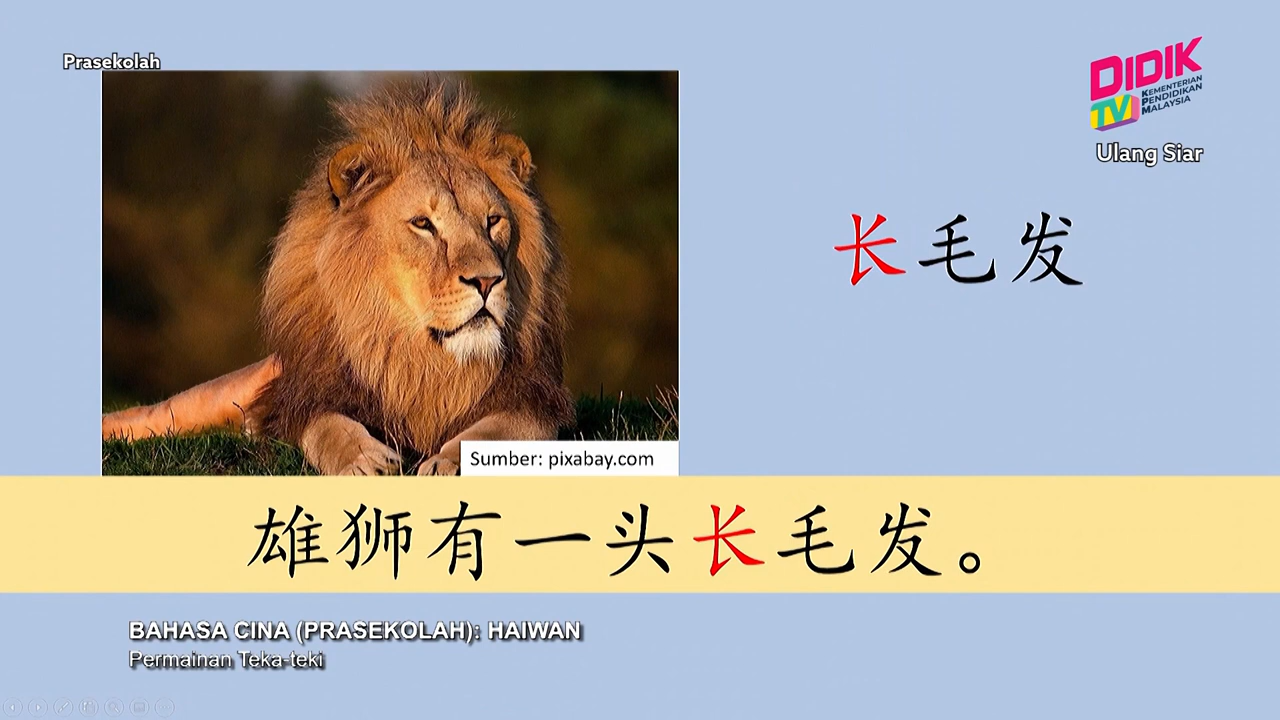 Prasekolah
DIDIK
TV
KEMENTERIAN
PENDIDIKAN
MALAYSIA
Ulang Siar
长毛发
Sumber: pixabay.com
雄狮有一头长毛发。
BAHASA CINA (PRASEKOLAH): HAIWAN
Permainan Teka-teki